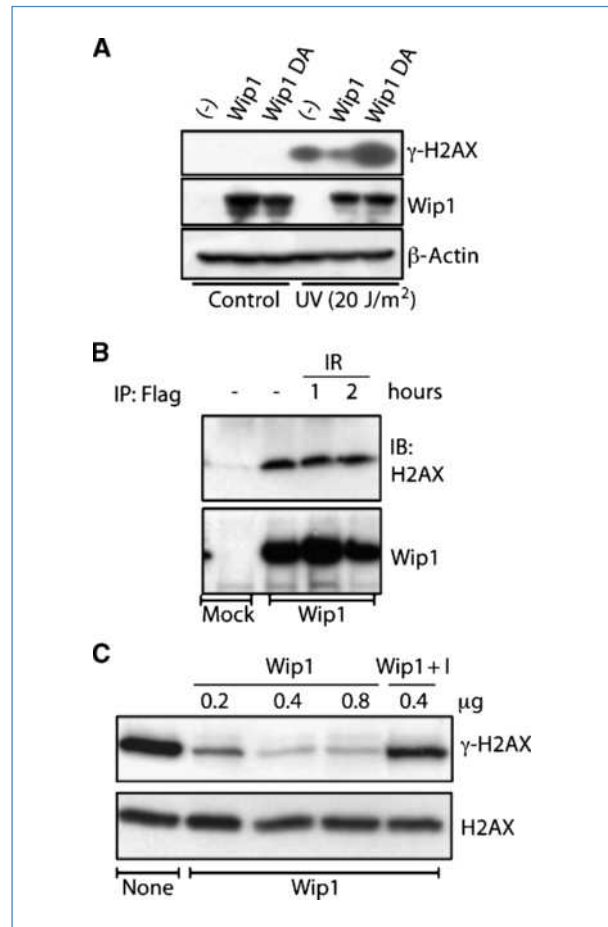 A
(-) Wip1 Wip1 DA (-) Wip1 Wip1 DA
γ-H2AX
Wip1
β-Actin
Control UV (20 J/m²)
B
IR
IP: Flag - - 1 2 hours
IB:
H2AX
Wip1
Mock Wip1
C
Wip1 Wip1 + I
0.2 0.4 0.8 0.4 μg
γ-H2AX
H2AX
None Wip1